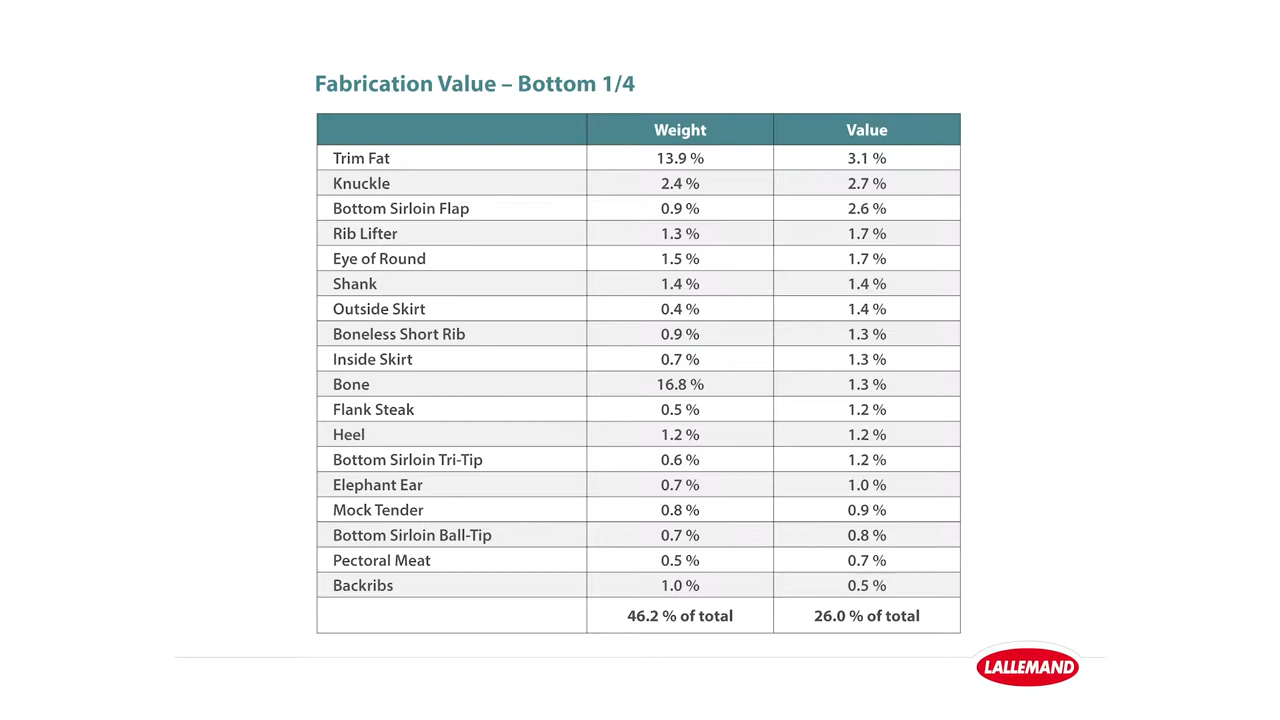 Fabrication Value – Bottom 1/4
Weight Value
Trim Fat 13.9 % 3.1 %
Knuckle 2.4 % 2.7 %
Bottom Sirloin Flap 0.9 % 2.6 %
Rib Lifter 1.3 % 1.7 %
Eye of Round 1.5 % 1.7 %
Shank 1.4 % 1.4 %
Outside Skirt 0.4 % 1.4 %
Boneless Short Rib 0.9 % 1.3 %
Inside Skirt 0.7 % 1.3 %
Bone 16.8 % 1.3 %
Flank Steak 0.5 % 1.2 %
Heel 1.2 % 1.2 %
Bottom Sirloin Tri-Tip 0.6 % 1.2 %
Elephant Ear 0.7 % 1.0 %
Mock Tender 0.8 % 0.9 %
Bottom Sirloin Ball-Tip 0.7 % 0.8 %
Pectoral Meat 0.5 % 0.7 %
Backribs 1.0 % 0.5 %
46.2 % of total 26.0 % of total
LALLEMAND